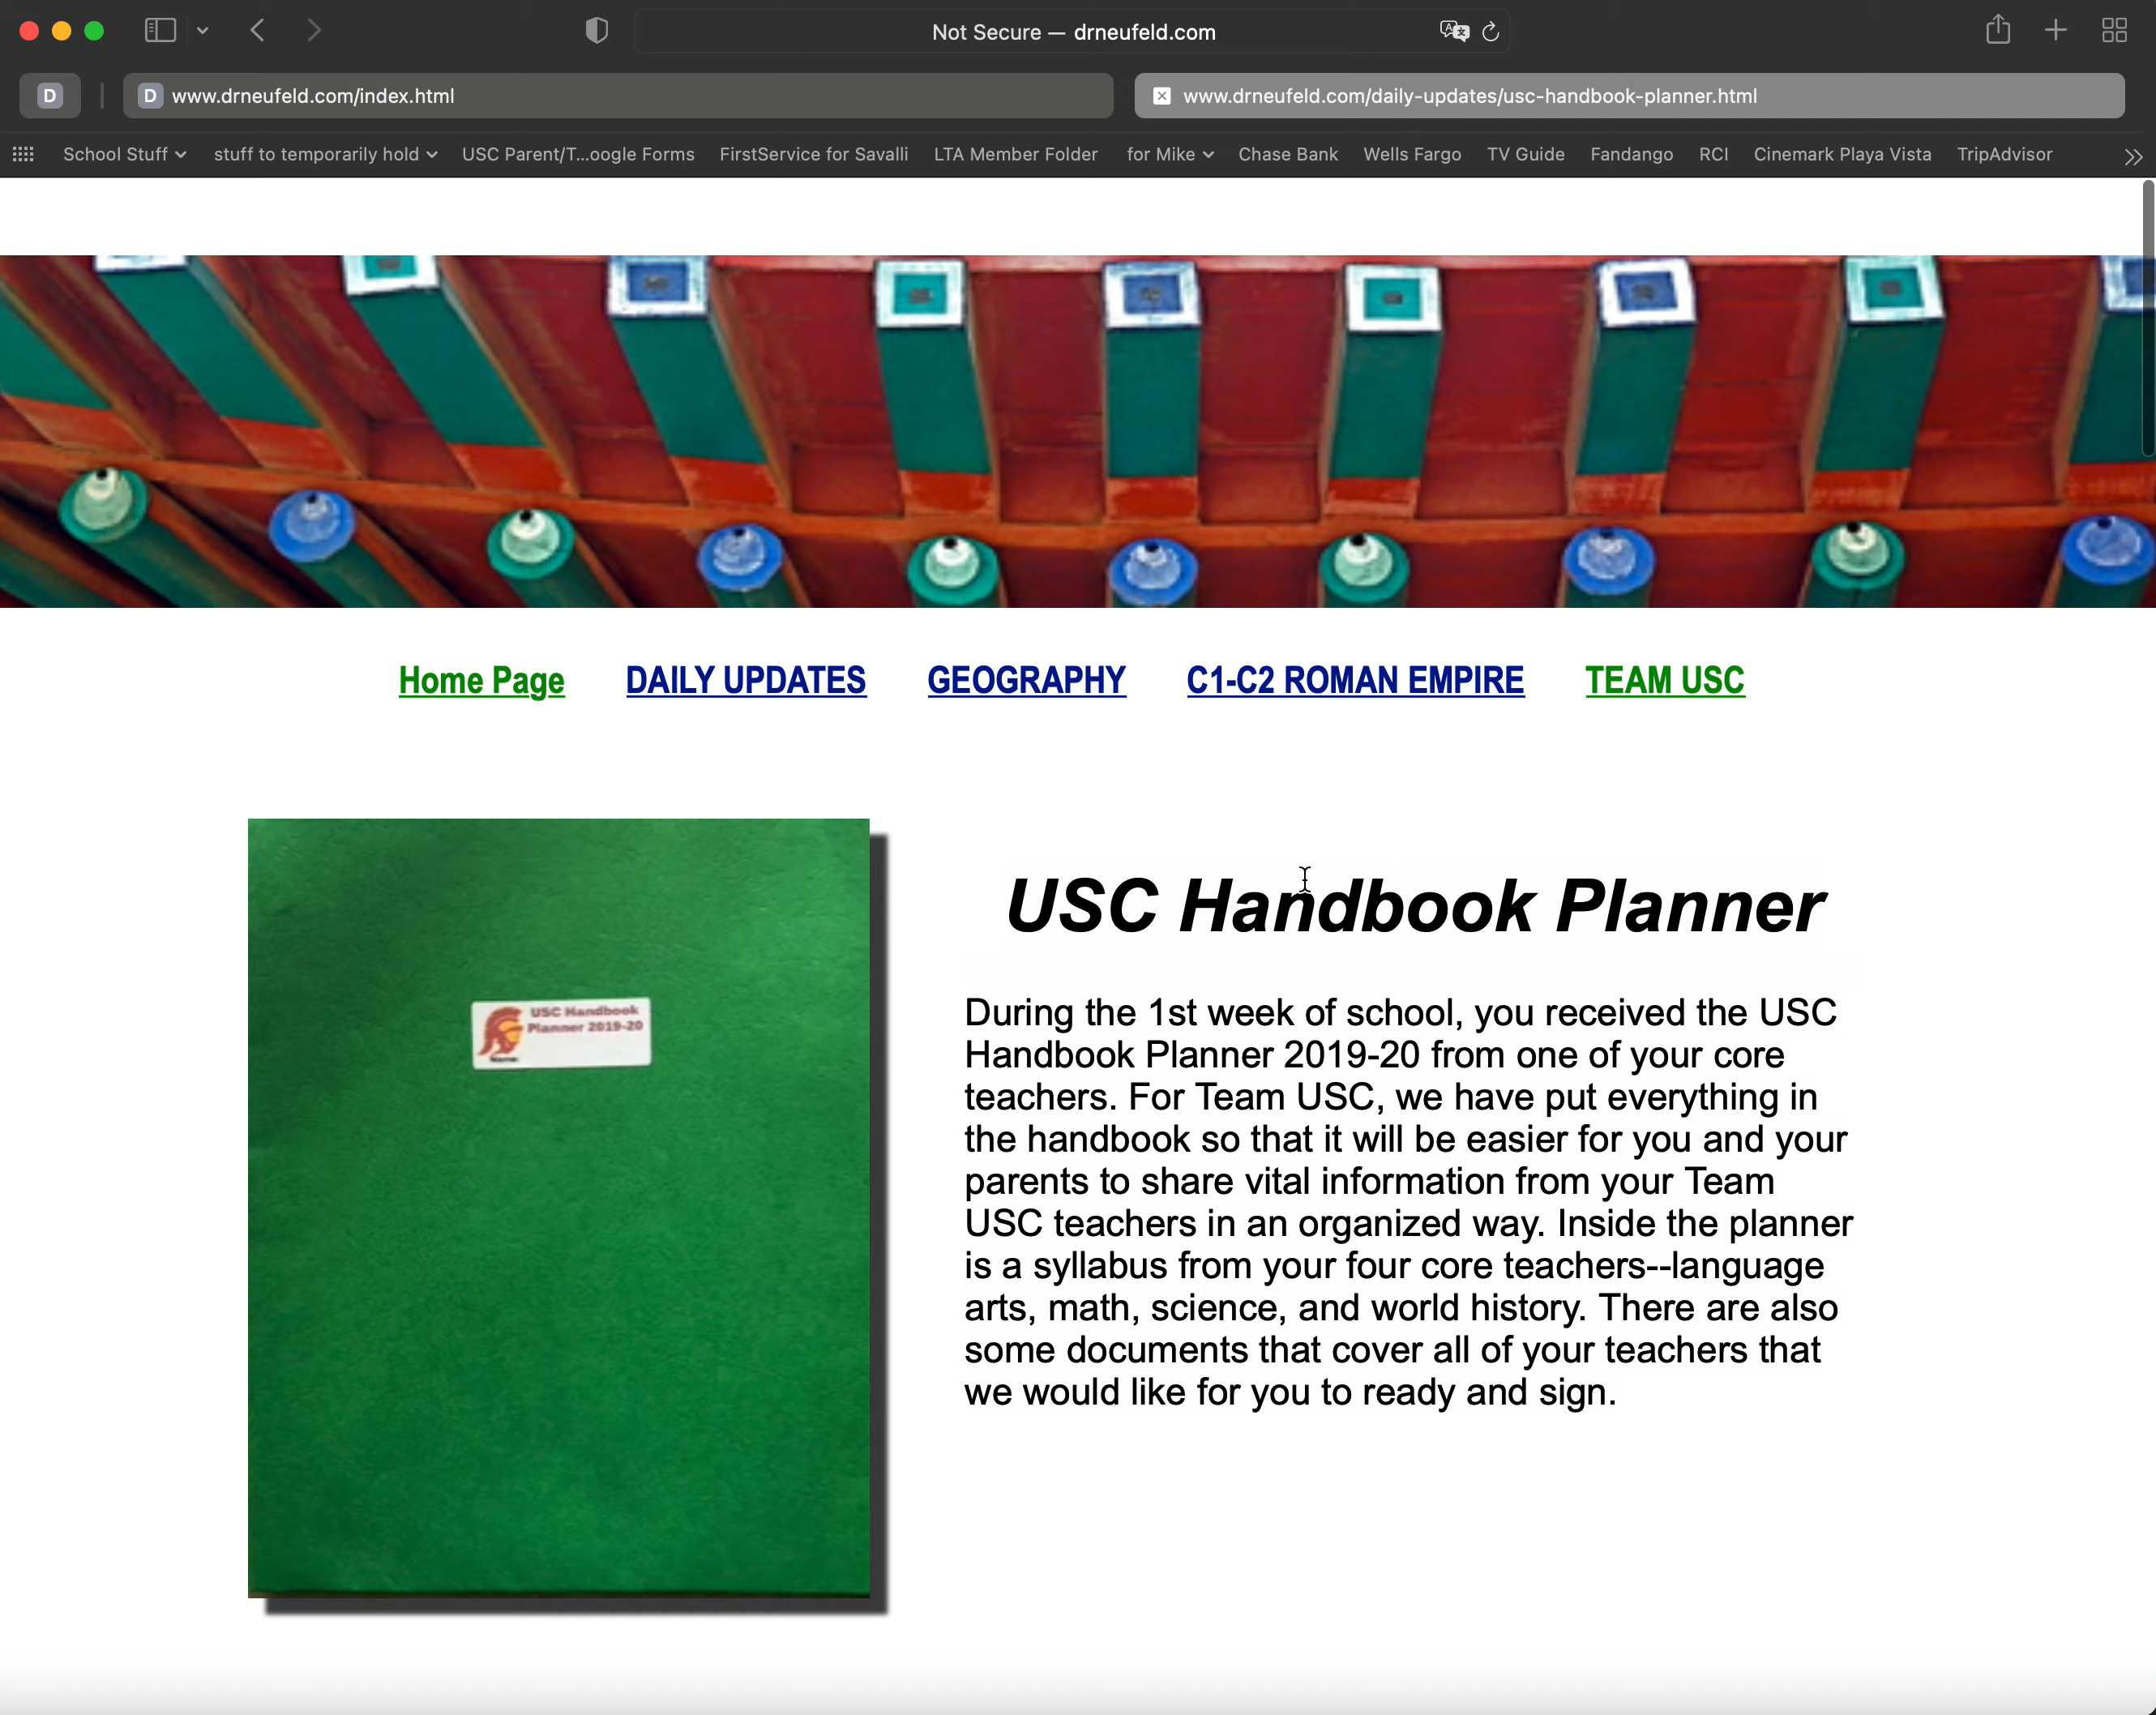 Not Secure — drneufeld.com
D
D www.drneufeld.com/index.html
www.drneufeld.com/daily-updates/usc-handbook-planner.html
School Stuff
stuff to temporarily hold
USC Parent/T...oogle Forms
FirstService for Savalli
LTA Member Folder
for Mike
Chase Bank
Wells Fargo
TV Guide
Fandango
RCI
Cinemark Playa Vista
TripAdvisor
Home Page
DAILY UPDATES
GEOGRAPHY
C1-C2 ROMAN EMPIRE
TEAM USC
USC Handbook
Planner 2019-20
Name:
USC Handbook Planner
During the 1st week of school, you received the USC
Handbook Planner 2019-20 from one of your core
teachers. For Team USC, we have put everything in
the handbook so that it will be easier for you and your
parents to share vital information from your Team
USC teachers in an organized way. Inside the planner
is a syllabus from your four core teachers--language
arts, math, science, and world history. There are also
some documents that cover all of your teachers that
we would like for you to ready and sign.